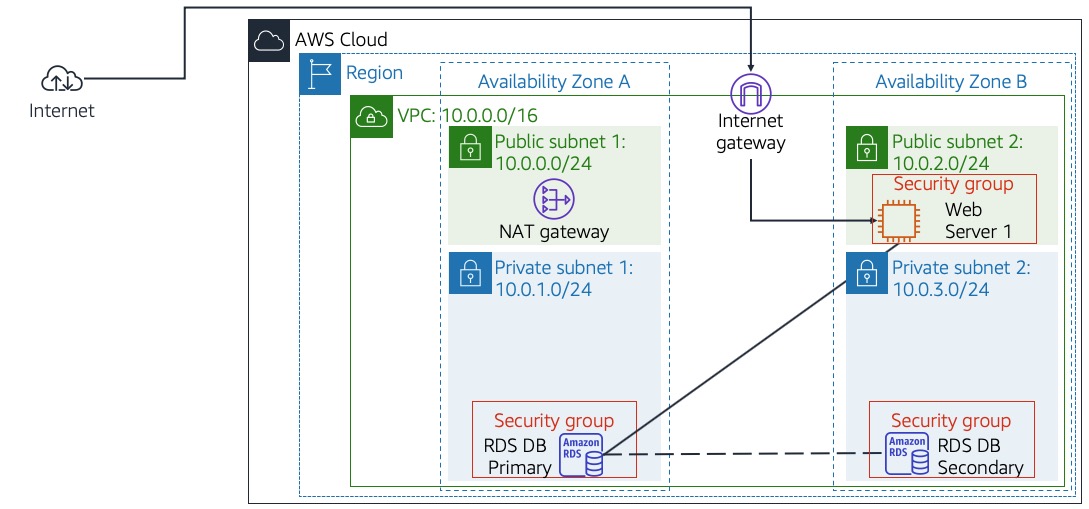 AWS Cloud
Region
Internet
Availability Zone A
Availability Zone B
VPC: 10.0.0.0/16
Internet
gateway
Public subnet 1:
10.0.0.0/24
NAT gateway
Public subnet 2:
10.0.2.0/24
Security group
Web
Server 1
Private subnet 1:
10.0.1.0/24
Private subnet 2:
10.0.3.0/24
Security group
RDS DB
Primary
Amazon
RDS
Security group
Amazon
RDS
RDS DB
Secondary